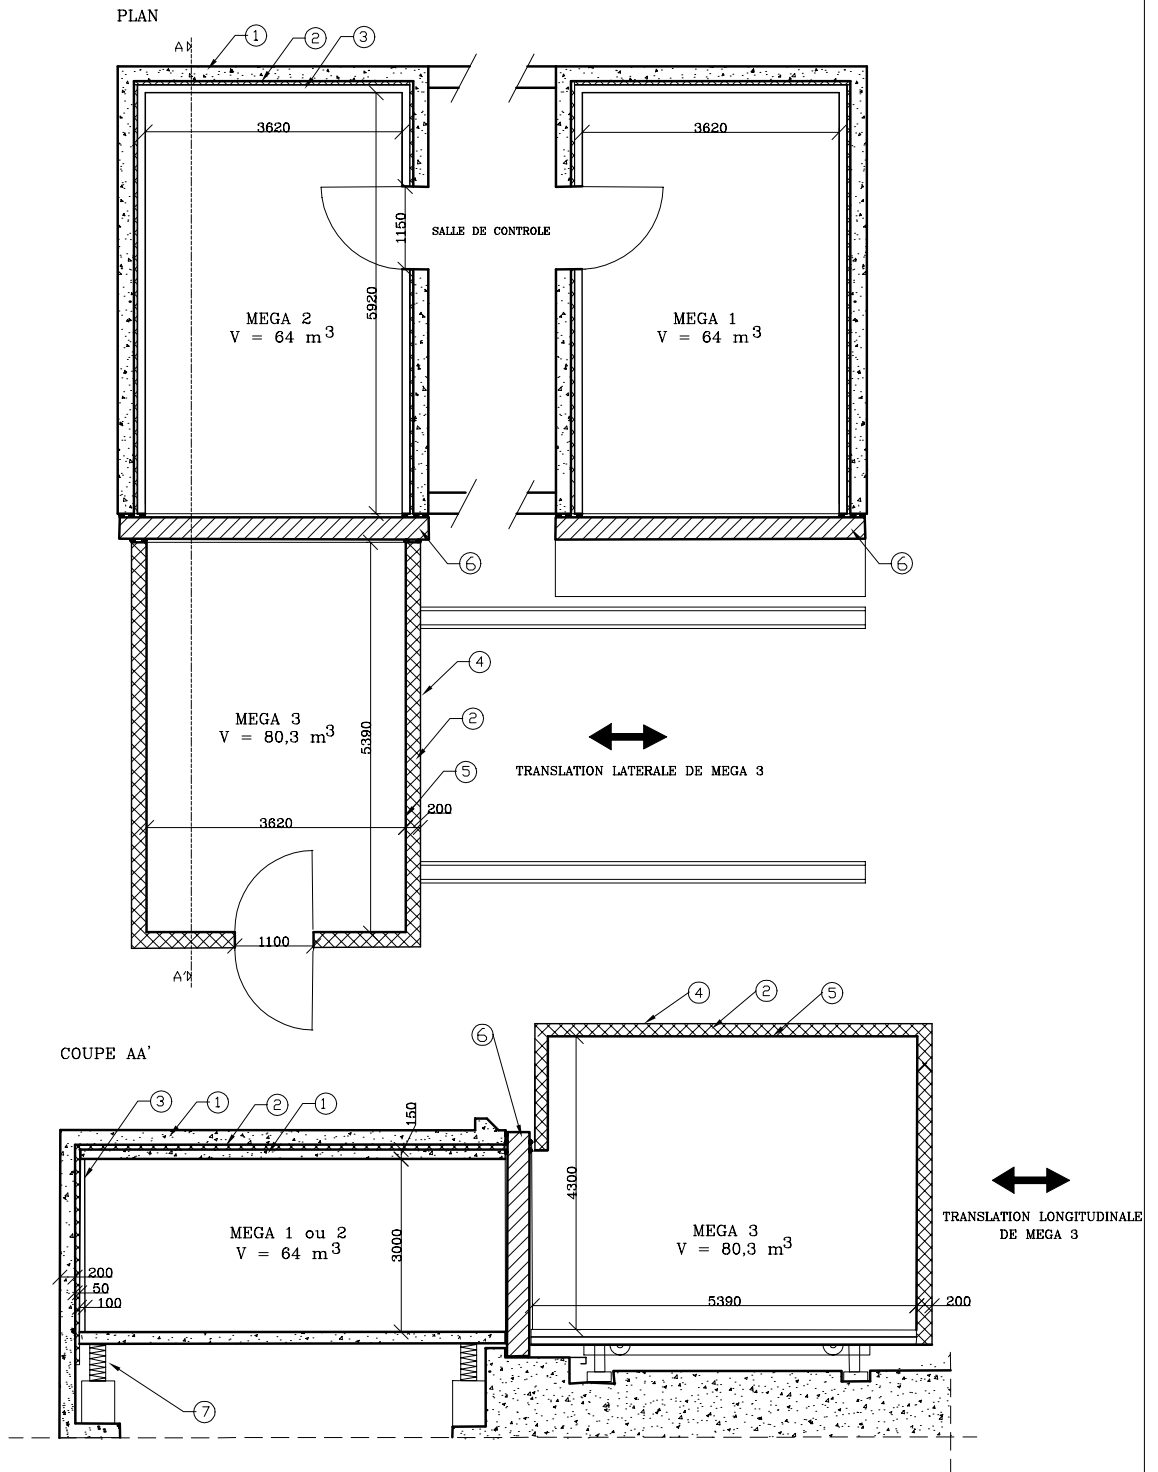 PLAN
A
1
2
3
3620
3620
1150
SALLE DE CONTROLE
5920
MEGA 2
V = 64 m3
MEGA 1
V = 64 m3
6
6
4
MEGA 3
V = 80,3 m3
2
5390
TRANSLATION LATERALE DE MEGA 3
5
200
3620
1100
A'
4
2
5
6
COUPE AA'
3
1
2
1
150
4300
3000
MEGA 1 ou 2
V = 64 m3
MEGA 3
V = 80,3 m3
TRANSLATION LONGITUDINALE
DE MEGA 3
200
50
100
5390
200
7